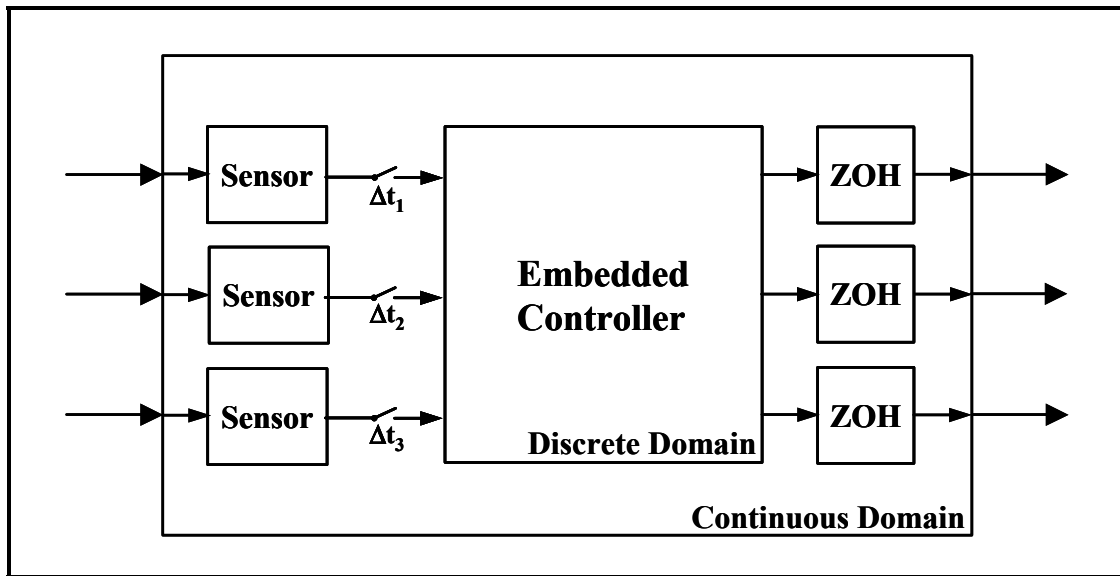 Sensor
Δt₁
ZOH
Sensor
Δt₂
Embedded
Controller
ZOH
Sensor
Δt₃
ZOH
Discrete Domain
Continuous Domain